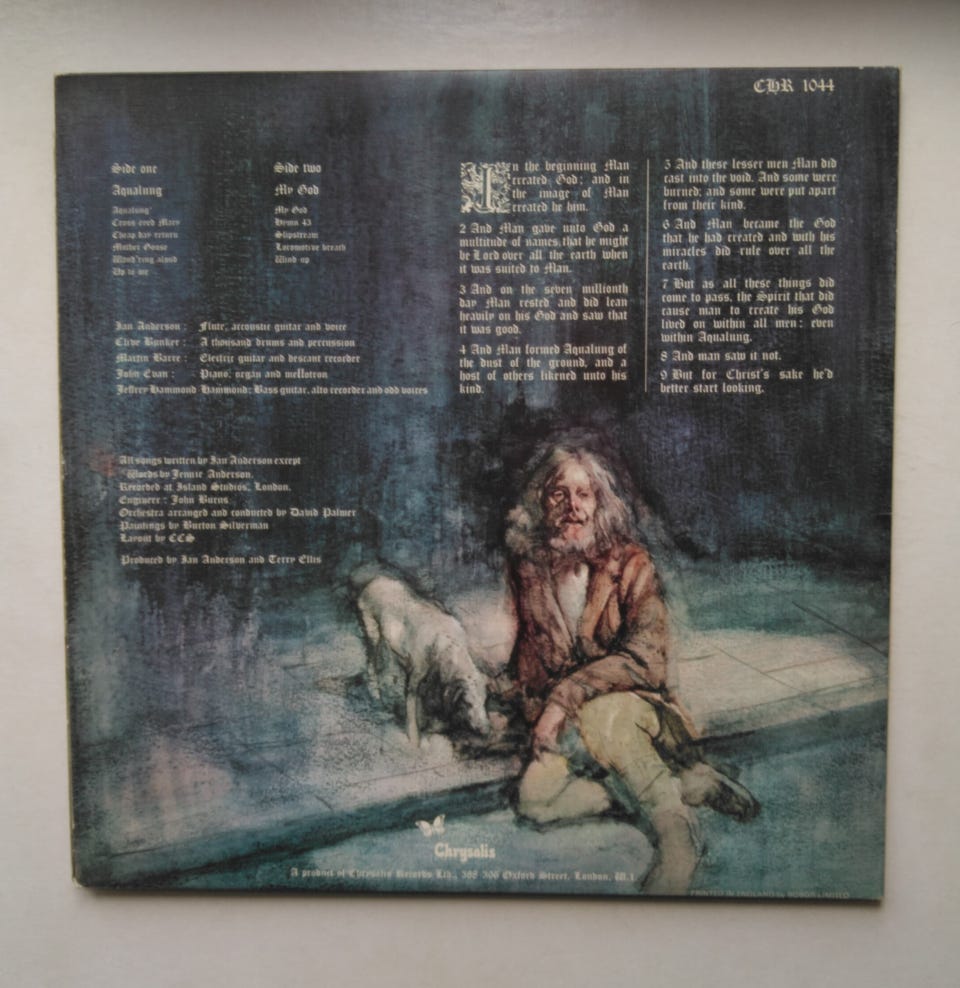 CHR 1044
Side one
Aqualung
Aqualung*
Cross-eyed Mary
Cheap day return
Mother Goose
Wond'ring aloud
Up to me
Side two
My God
My God
Hymn 43
Slipstream
Locomotive breath
Wind up
Ian Anderson : Flute, accoustic guitar and voice
Clive Bunker : A thousand drums and percussion
Martin Barre : Electric guitar and descant recorder
John Evan : Piano, organ and mellotron
Jeffrey Hammond Hammond: Bass guitar, alto recorder and odd voices
All songs written by Ian Anderson except
*Words by Jennie Anderson.
Recorded at Island Studios, London.
Engineer : John Burns
Orchestra arranged and conducted by David Palmer
Paintings by Burton Silverman
Layout by CCS
Produced by Ian Anderson and Terry Ellis
In the beginning Man
created God; and in
the image of Man
created he him.
2 And Man gave unto God a
multitude of names, that he might
be Lord over all the earth when
it was suited to Man.
3 And on the seven millionth
day Man rested and did lean
heavily on his God and saw that
it was good.
4 And Man formed Aqualung of
the dust of the ground, and a
host of others likened unto his
kind.
5 And these lesser men Man did
cast into the void. And some were
burned; and some were put apart
from their kind.
6 And Man became the God
that he had created and with his
miracles did rule over all the
earth.
7 But as all these things did
come to pass, the Spirit that did
cause man to create his God
lived on within all men: even
within Aqualung.
8 And man saw it not.
9 But for Christ's sake he'd
better start looking.
Chrysalis
A product of Chrysalis Records Ltd., 388-396 Oxford Street, London, W.1
PRINTED IN ENGLAND by ROBOR LIMITED